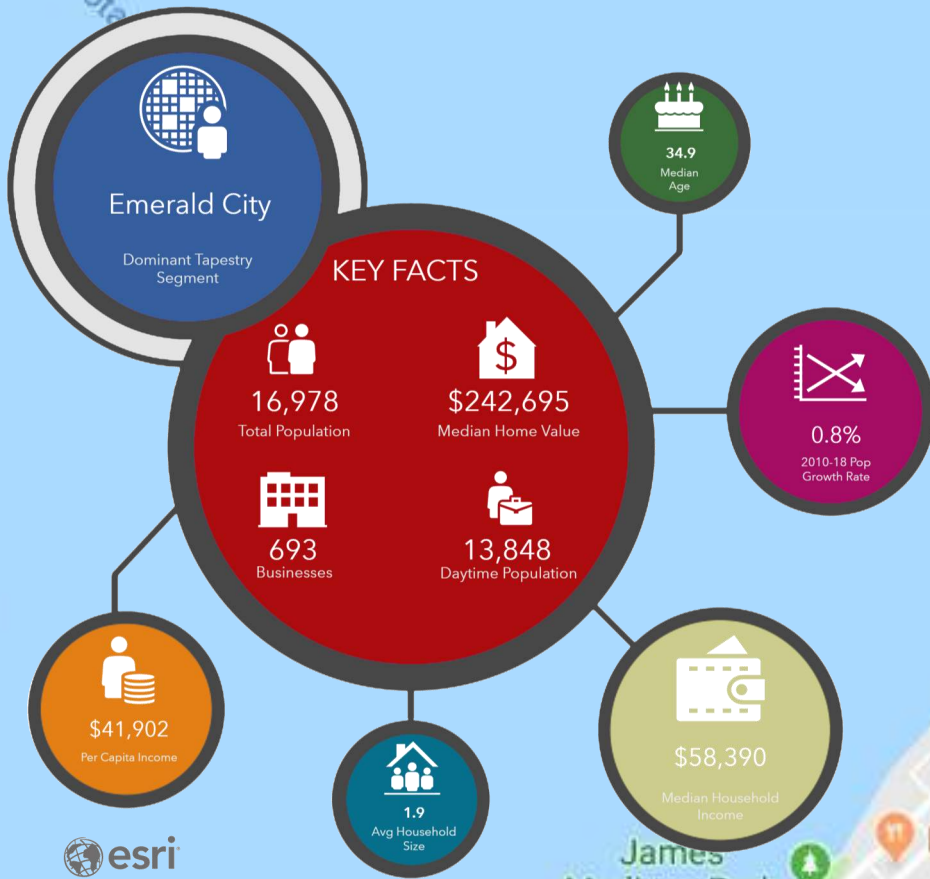 Emerald City
Dominant Tapestry
Segment
34.9
Median
Age
KEY FACTS
16,978
Total Population
$242,695
Median Home Value
693
Businesses
13,848
Daytime Population
0.8%
2010-18 Pop
Growth Rate
$41,902
Per Capita Income
1.9
Avg Household
Size
$58,390
Median Household
Income
esri
James